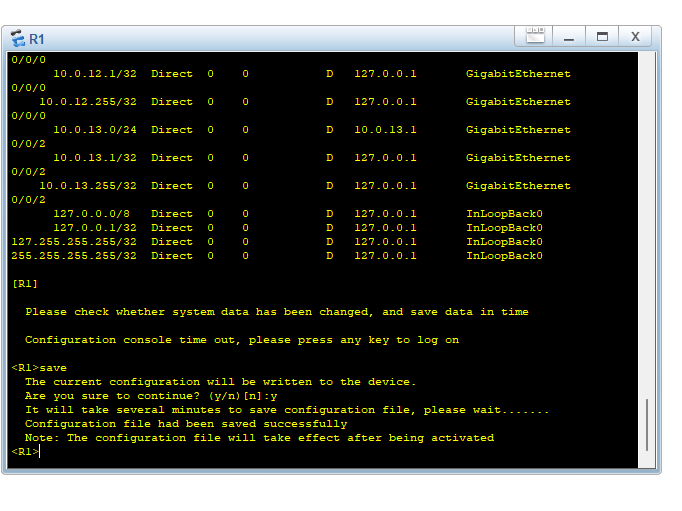 R1
0/0/0
10.0.12.1/32 Direct 0 0 D 127.0.0.1 GigabitEthernet
0/0/0
10.0.12.255/32 Direct 0 0 D 127.0.0.1 GigabitEthernet
0/0/0
10.0.13.0/24 Direct 0 0 D 10.0.13.1 GigabitEthernet
0/0/2
10.0.13.1/32 Direct 0 0 D 127.0.0.1 GigabitEthernet
0/0/2
10.0.13.255/32 Direct 0 0 D 127.0.0.1 GigabitEthernet
0/0/2
127.0.0.0/8 Direct 0 0 D 127.0.0.1 InLoopBack0
127.0.0.1/32 Direct 0 0 D 127.0.0.1 InLoopBack0
127.255.255.255/32 Direct 0 0 D 127.0.0.1 InLoopBack0
255.255.255.255/32 Direct 0 0 D 127.0.0.1 InLoopBack0
[R1]
Please check whether system data has been changed, and save data in time
Configuration console time out, please press any key to log on
<R1>save
The current configuration will be written to the device.
Are you sure to continue? (y/n)[n]:y
It will take several minutes to save configuration file, please wait.......
Configuration file had been saved successfully
Note: The configuration file will take effect after being activated
<R1>